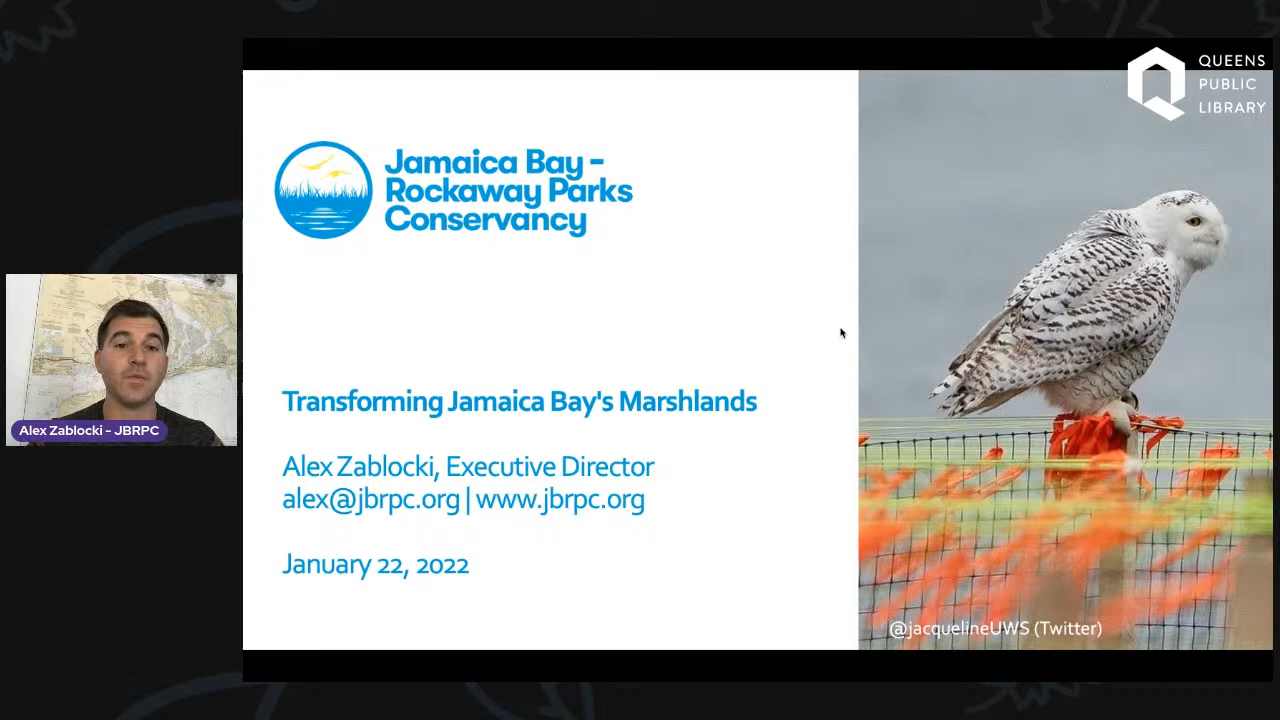 QUEENS
PUBLIC
LIBRARY
Jamaica Bay -
Rockaway Parks
Conservancy
Transforming Jamaica Bay's Marshlands
Alex Zablocki, Executive Director
alex@jbrpc.org | www.jbrpc.org
January 22, 2022
Alex Zablocki - JBRPC
@jacquelineUWS (Twitter)